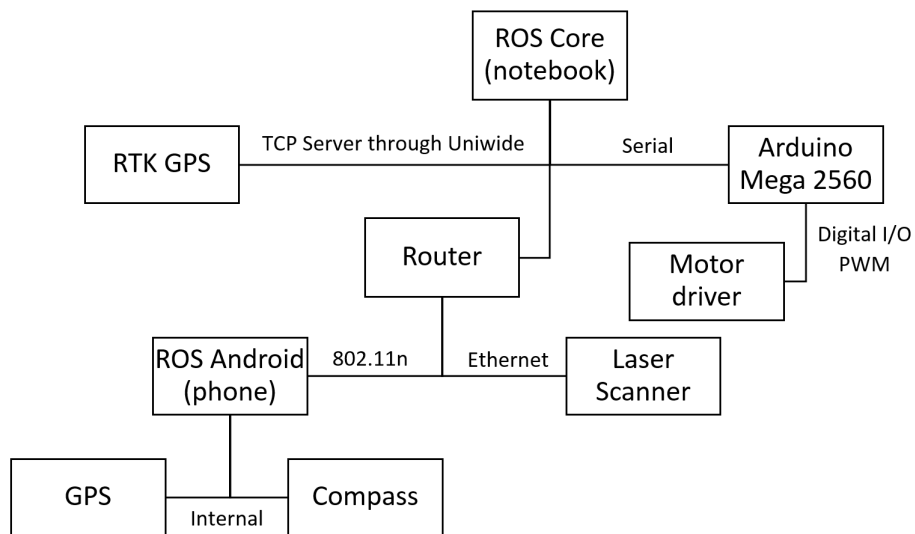 ROS Core
(notebook)
TCP Server through Uniwide
Serial
RTK GPS
Arduino
Mega 2560
Router
Digital I/O
PWM
Motor
driver
ROS Android
(phone)
802.11n
Ethernet
Laser
Scanner
GPS
Internal
Compass